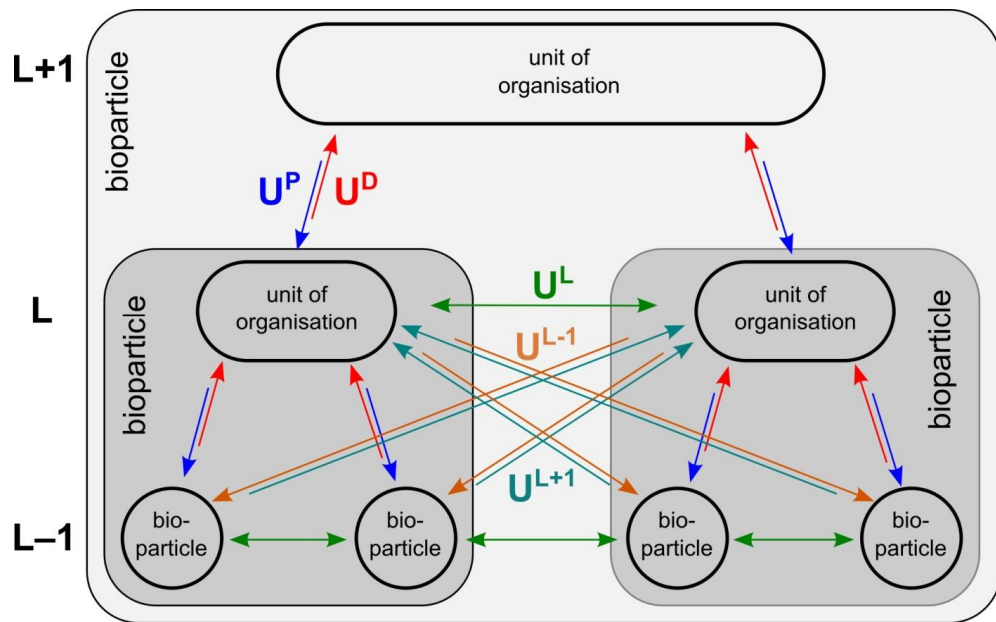 L+1
bioparticle
unit of
organisation
U^P
U^D
L
bioparticle
unit of
organisation
U^L
unit of
organisation
bioparticle
U^L-1
U^L+1
L–1
bio-
particle
bio-
particle
bio-
particle
bio-
particle